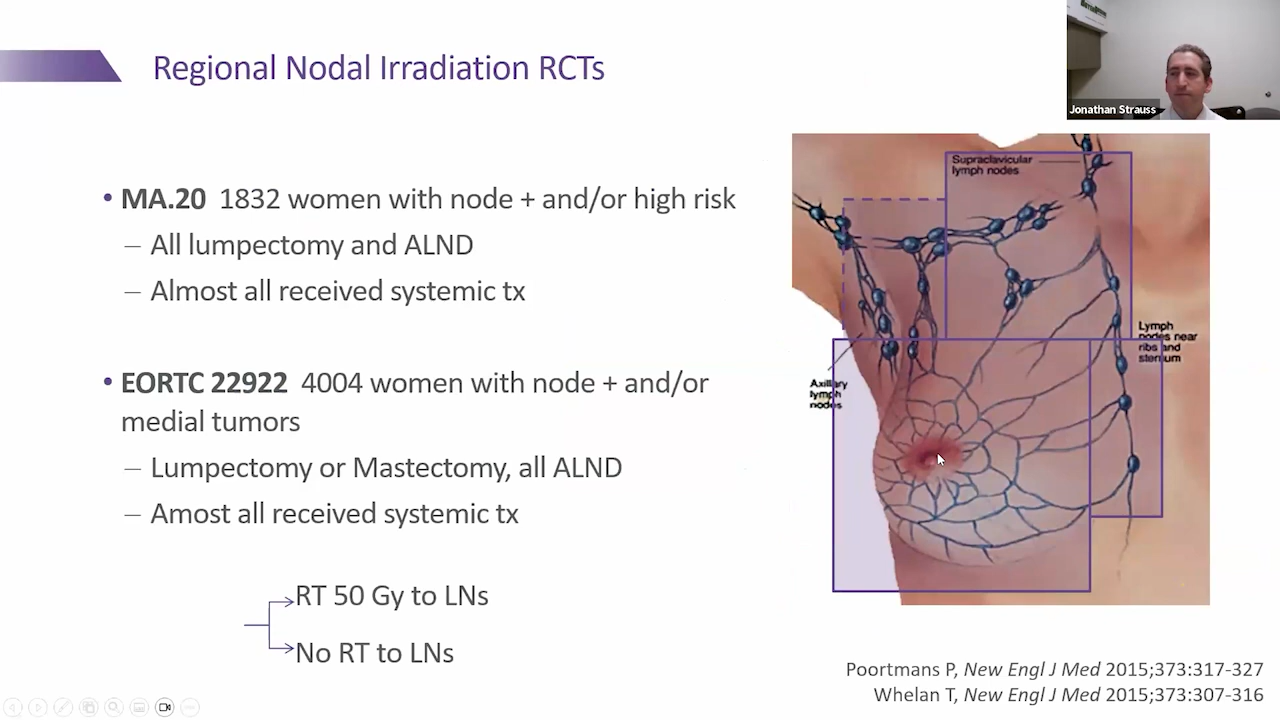 Regional Nodal Irradiation RCTs
Jonathan Strauss
• MA.20 1832 women with node + and/or high risk
– All lumpectomy and ALND
– Almost all received systemic tx
• EORTC 22922 4004 women with node + and/or
medial tumors
– Lumpectomy or Mastectomy, all ALND
– Amost all received systemic tx
RT 50 Gy to LNs
No RT to LNs
Supraclavicular
lymph nodes
Lymph
nodes near
ribs and
sternum
Axillary
lymph
nodes
Poortmans P, New Engl J Med 2015;373:317-327
Whelan T, New Engl J Med 2015;373:307-316